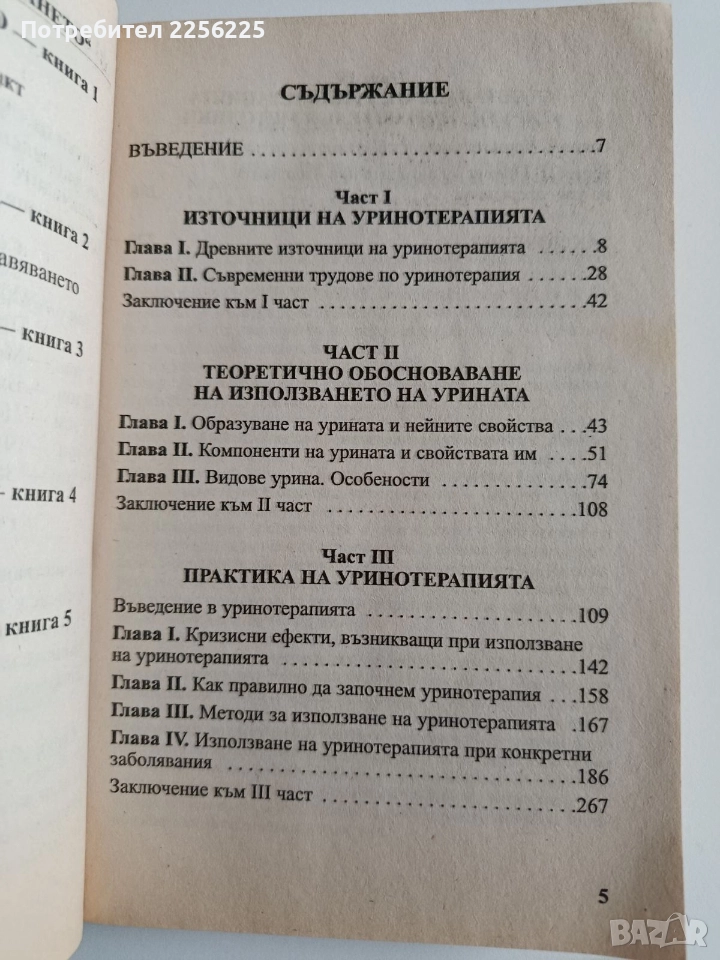 Потребител 2256225
АНЕТО“
— книга 1
кт
— книга 2
авяването
— книга 3
— книга 4
книга 5
СЪДЪРЖАНИЕ
ВЪВЕДЕНИЕ ..............................7
Част I
ИЗТОЧНИЦИ НА УРИНОТЕРАПИЯТА
Глава I. Древните източници на уринотерапията .......8
Глава II. Съвременни трудове по уринотерапия .......28
Заключение към I част .........................42
ЧАСТ II
ТЕОРЕТИЧНО ОБОСНОВАВАНЕ
НА ИЗПОЛЗВАНЕТО НА УРИНАТА
Глава I. Образуване на урината и нейните свойства ...43
Глава II. Компоненти на урината и свойствата им .....51
Глава III. Видове урина. Особености ...............74
Заключение към II част .......................108
Част III
ПРАКТИКА НА УРИНОТЕРАПИЯТА
Въведение в уринотерапията ....................109
Глава I. Кризисни ефекти, възникващи при използване
на уринотерапията ............................142
Глава II. Как правилно да започнем уринотерапия ...158
Глава III. Методи за използване на уринотерапията .167
Глава IV. Използване на уринотерапията при конкретни
заболявания .................................186
Заключение към III част .......................267
5
BAZAR